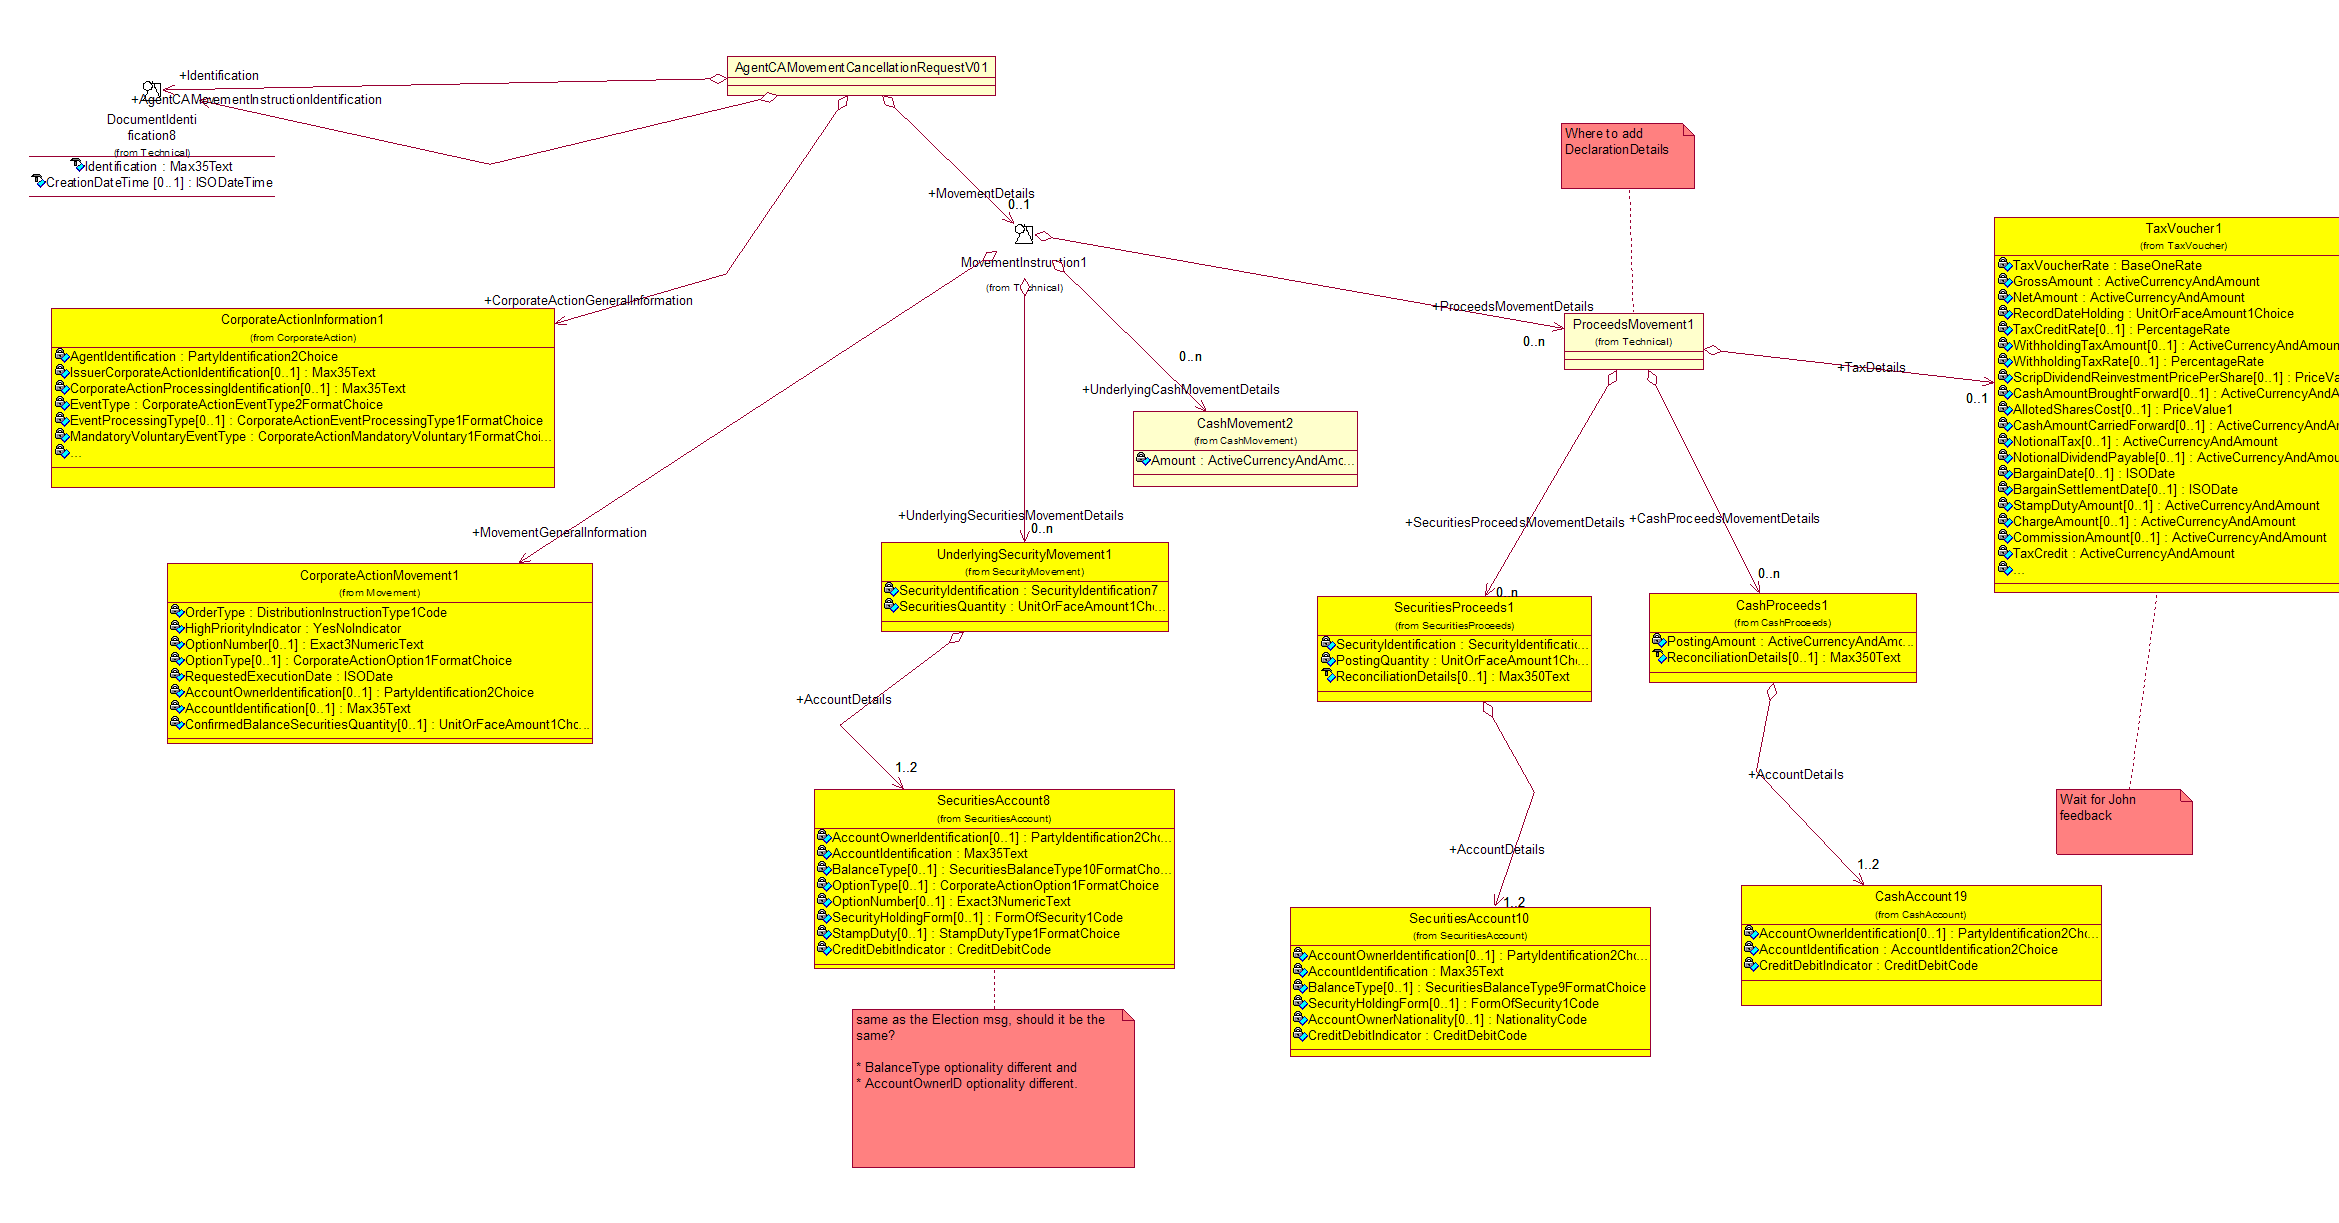 AgentCAMovementCancellationRequestV01
+Identification
+AgentCAMovementInstructionIdentification
DocumentIdenti
fication8
(from Technical)
Identification : Max35Text
CreationDateTime [0..1] : ISODateTime
+MovementDetails
0..1
MovementInstruction1
(from Technical)
+CorporateActionGeneralInformation
CorporateActionInformation1
(from CorporateAction)
AgentIdentification : PartyIdentification2Choice
IssuerCorporateActionIdentification[0..1] : Max35Text
CorporateActionProcessingIdentification[0..1] : Max35Text
EventType : CorporateActionEventType2FormatChoice
EventProcessingType[0..1] : CorporateActionEventProcessingType1FormatChoice
MandatoryVoluntaryEventType : CorporateActionMandatoryVoluntary1FormatChoi...
...
+MovementGeneralInformation
CorporateActionMovement1
(from Movement)
OrderType : DistributionInstructionType1Code
HighPriorityIndicator : YesNoIndicator
OptionNumber[0..1] : Exact3NumericText
OptionType[0..1] : CorporateActionOption1FormatChoice
RequestedExecutionDate : ISODate
AccountOwnerIdentification[0..1] : PartyIdentification2Choice
AccountIdentification[0..1] : Max35Text
ConfirmedBalanceSecuritiesQuantity[0..1] : UnitOrFaceAmount1Cho...
+UnderlyingSecuritiesMovementDetails
0..n
UnderlyingSecurityMovement1
(from SecurityMovement)
SecurityIdentification : SecurityIdentification7
SecuritiesQuantity : UnitOrFaceAmount1Ch...
+AccountDetails
1..2
SecuritiesAccount8
(from SecuritiesAccount)
AccountOwnerIdentification[0..1] : PartyIdentification2Ch...
AccountIdentification : Max35Text
BalanceType[0..1] : SecuritiesBalanceType10FormatCho...
OptionType[0..1] : CorporateActionOption1FormatChoice
OptionNumber[0..1] : Exact3NumericText
SecurityHoldingForm[0..1] : FormOfSecurity1Code
StampDuty[0..1] : StampDutyType1FormatChoice
CreditDebitIndicator : CreditDebitCode
same as the Election msg, should it be the
same?
* BalanceType optionality different and
* AccountOwnerID optionality different.
0..n
+UnderlyingCashMovementDetails
CashMovement2
(from CashMovement)
Amount : ActiveCurrencyAndAmc...
Where to add
DeclarationDetails
+ProceedsMovementDetails
0..n
ProceedsMovement1
(from Technical)
+SecuritiesProceedsMovementDetails
0..n
SecuritiesProceeds1
(from SecuritiesProceeds)
SecurityIdentification : SecurityIdentificatic...
PostingQuantity : UnitOrFaceAmount1Ch...
ReconciliationDetails[0..1] : Max350Text
+AccountDetails
1..2
SecuritiesAccount10
(from SecuritiesAccount)
AccountOwnerIdentification[0..1] : PartyIdentification2Ch...
AccountIdentification : Max35Text
BalanceType[0..1] : SecuritiesBalanceType9FormatChoice
SecurityHoldingForm[0..1] : FormOfSecurity1Code
AccountOwnerNationality[0..1] : NationalityCode
CreditDebitIndicator : CreditDebitCode
+CashProceedsMovementDetails
0..n
CashProceeds1
(from CashProceeds)
PostingAmount : ActiveCurrencyAndAmc...
ReconciliationDetails[0..1] : Max350Text
+AccountDetails
1..2
CashAccount19
(from CashAccount)
AccountOwnerIdentification[0..1] : PartyIdentification2Ch...
AccountIdentification : AccountIdentification2Choice
CreditDebitIndicator : CreditDebitCode
+TaxDetails
0..1
TaxVoucher1
(from TaxVoucher)
TaxVoucherRate : BaseOneRate
GrossAmount : ActiveCurrencyAndAmount
NetAmount : ActiveCurrencyAndAmount
RecordDateHolding : UnitOrFaceAmount1Choice
TaxCreditRate[0..1] : PercentageRate
WithholdingTaxAmount[0..1] : ActiveCurrencyAndAmoun
WithholdingTaxRate[0..1] : PercentageRate
ScripDividendReinvestmentPricePerShare[0..1] : PriceVa
CashAmountBroughtForward[0..1] : ActiveCurrencyAndA
AllotedSharesCost[0..1] : PriceValue1
CashAmountCarriedForward[0..1] : ActiveCurrencyAndA
NotionalTax[0..1] : ActiveCurrencyAndAmount
NotionalDividendPayable[0..1] : ActiveCurrencyAndAmou
BargainDate[0..1] : ISODate
BargainSettlementDate[0..1] : ISODate
StampDutyAmount[0..1] : ActiveCurrencyAndAmount
ChargeAmount[0..1] : ActiveCurrencyAndAmount
CommissionAmount[0..1] : ActiveCurrencyAndAmount
TaxCredit : ActiveCurrencyAndAmount
...
Wait for John
feedback